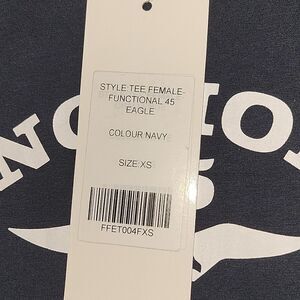 STYLE:TEE FEMALE-
FUNCTIONAL 45
EAGLE
COLOUR:NAVY
SIZE:XS
FFET004FXS